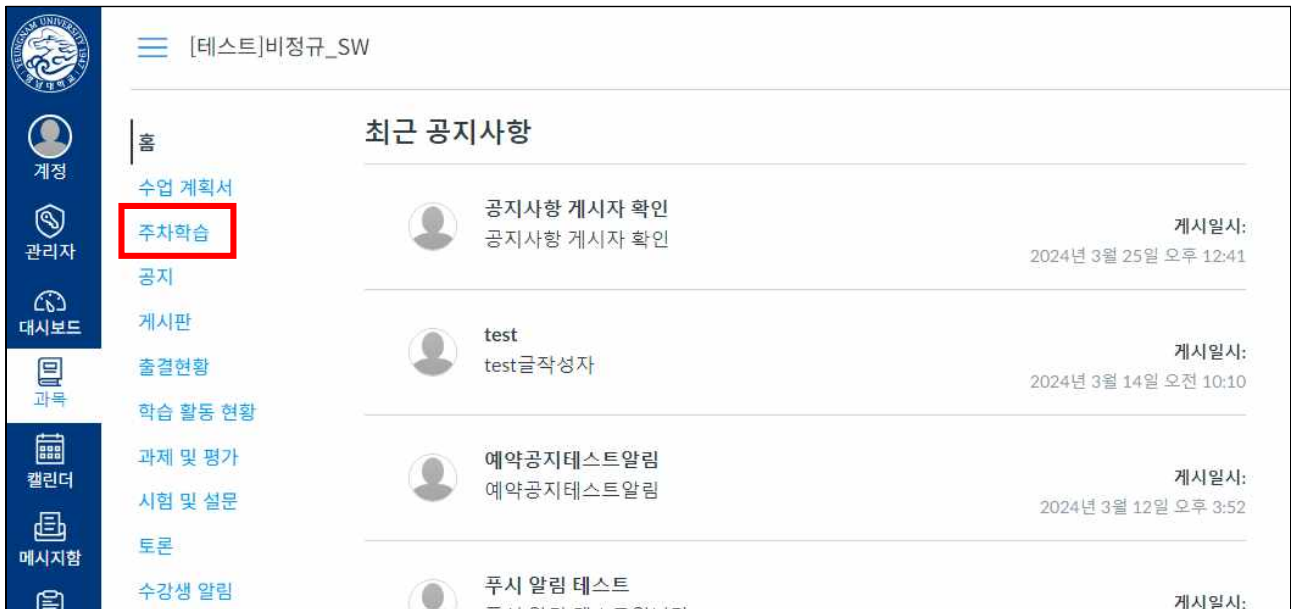 YEUNGNAM UNIVERSITY 1947
[테스트]비정규_SW
계정
관리자
대시보드
과목
캘린더
메시지함
홈
수업 계획서
주차학습
공지
게시판
출결현황
학습 활동 현황
과제 및 평가
시험 및 설문
토론
수강생 알림
최근 공지사항
공지사항 게시자 확인
공지사항 게시자 확인
게시일시:
2024년 3월 25일 오후 12:41
test
test글작성자
게시일시:
2024년 3월 14일 오전 10:10
예약공지테스트알림
예약공지테스트알림
게시일시:
2024년 3월 12일 오후 3:52
푸시 알림 테스트
게시일시: